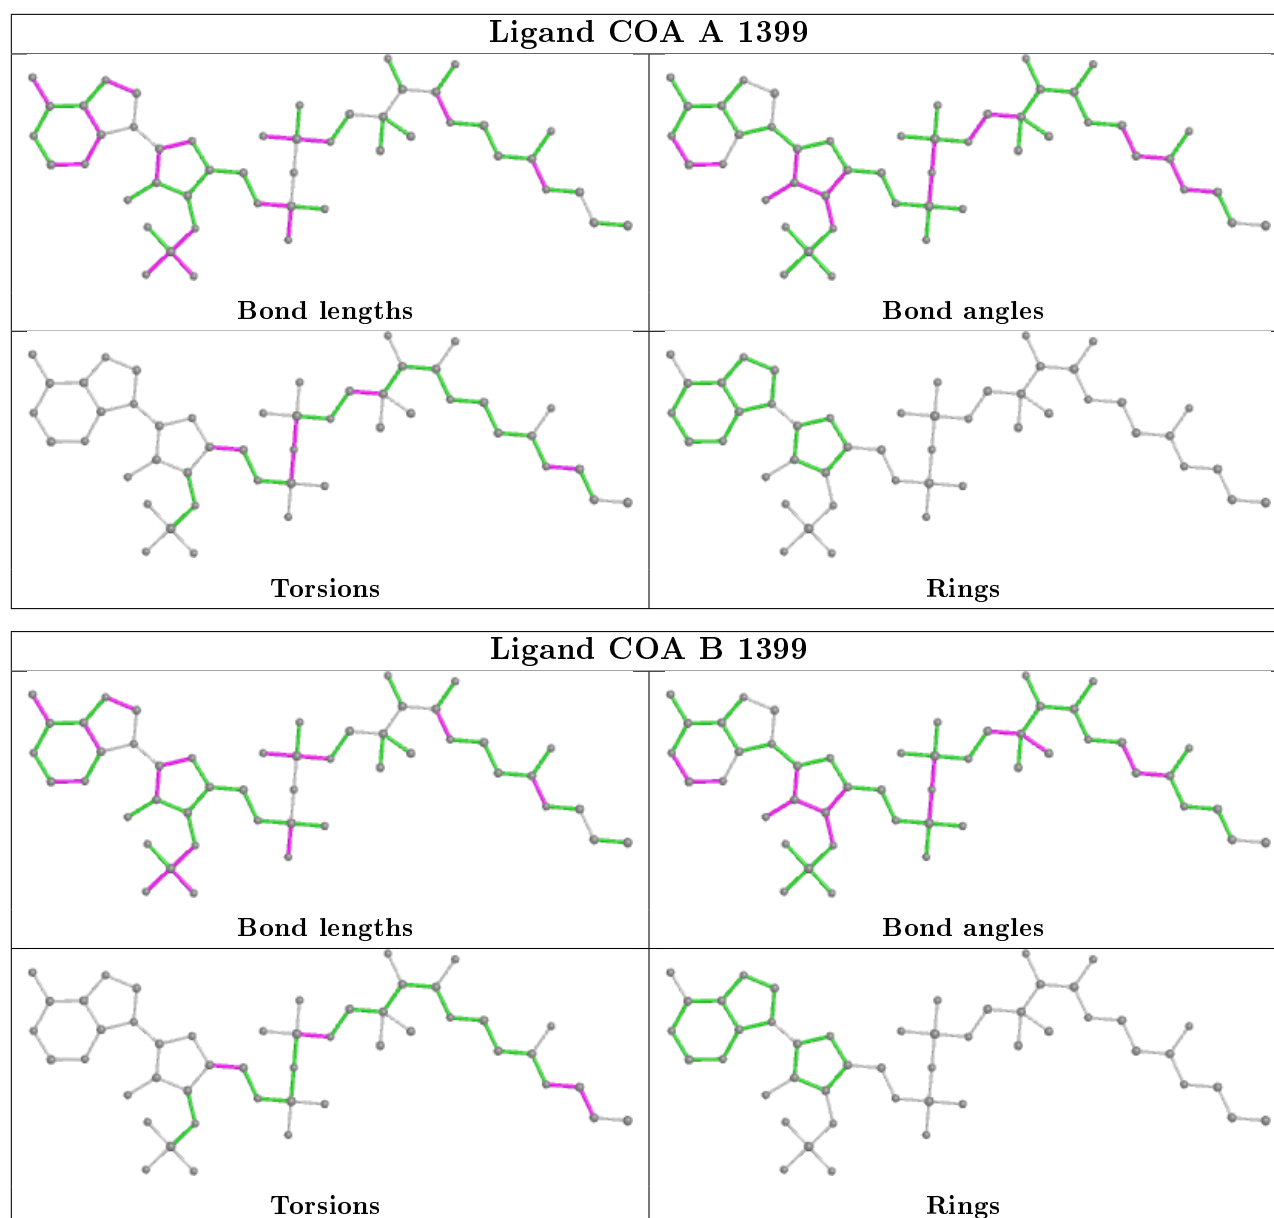 Ligand COA A 1399
Bond lengths
Bond angles
Torsions
Rings
Ligand COA B 1399
Bond lengths
Bond angles
Torsions
Rings